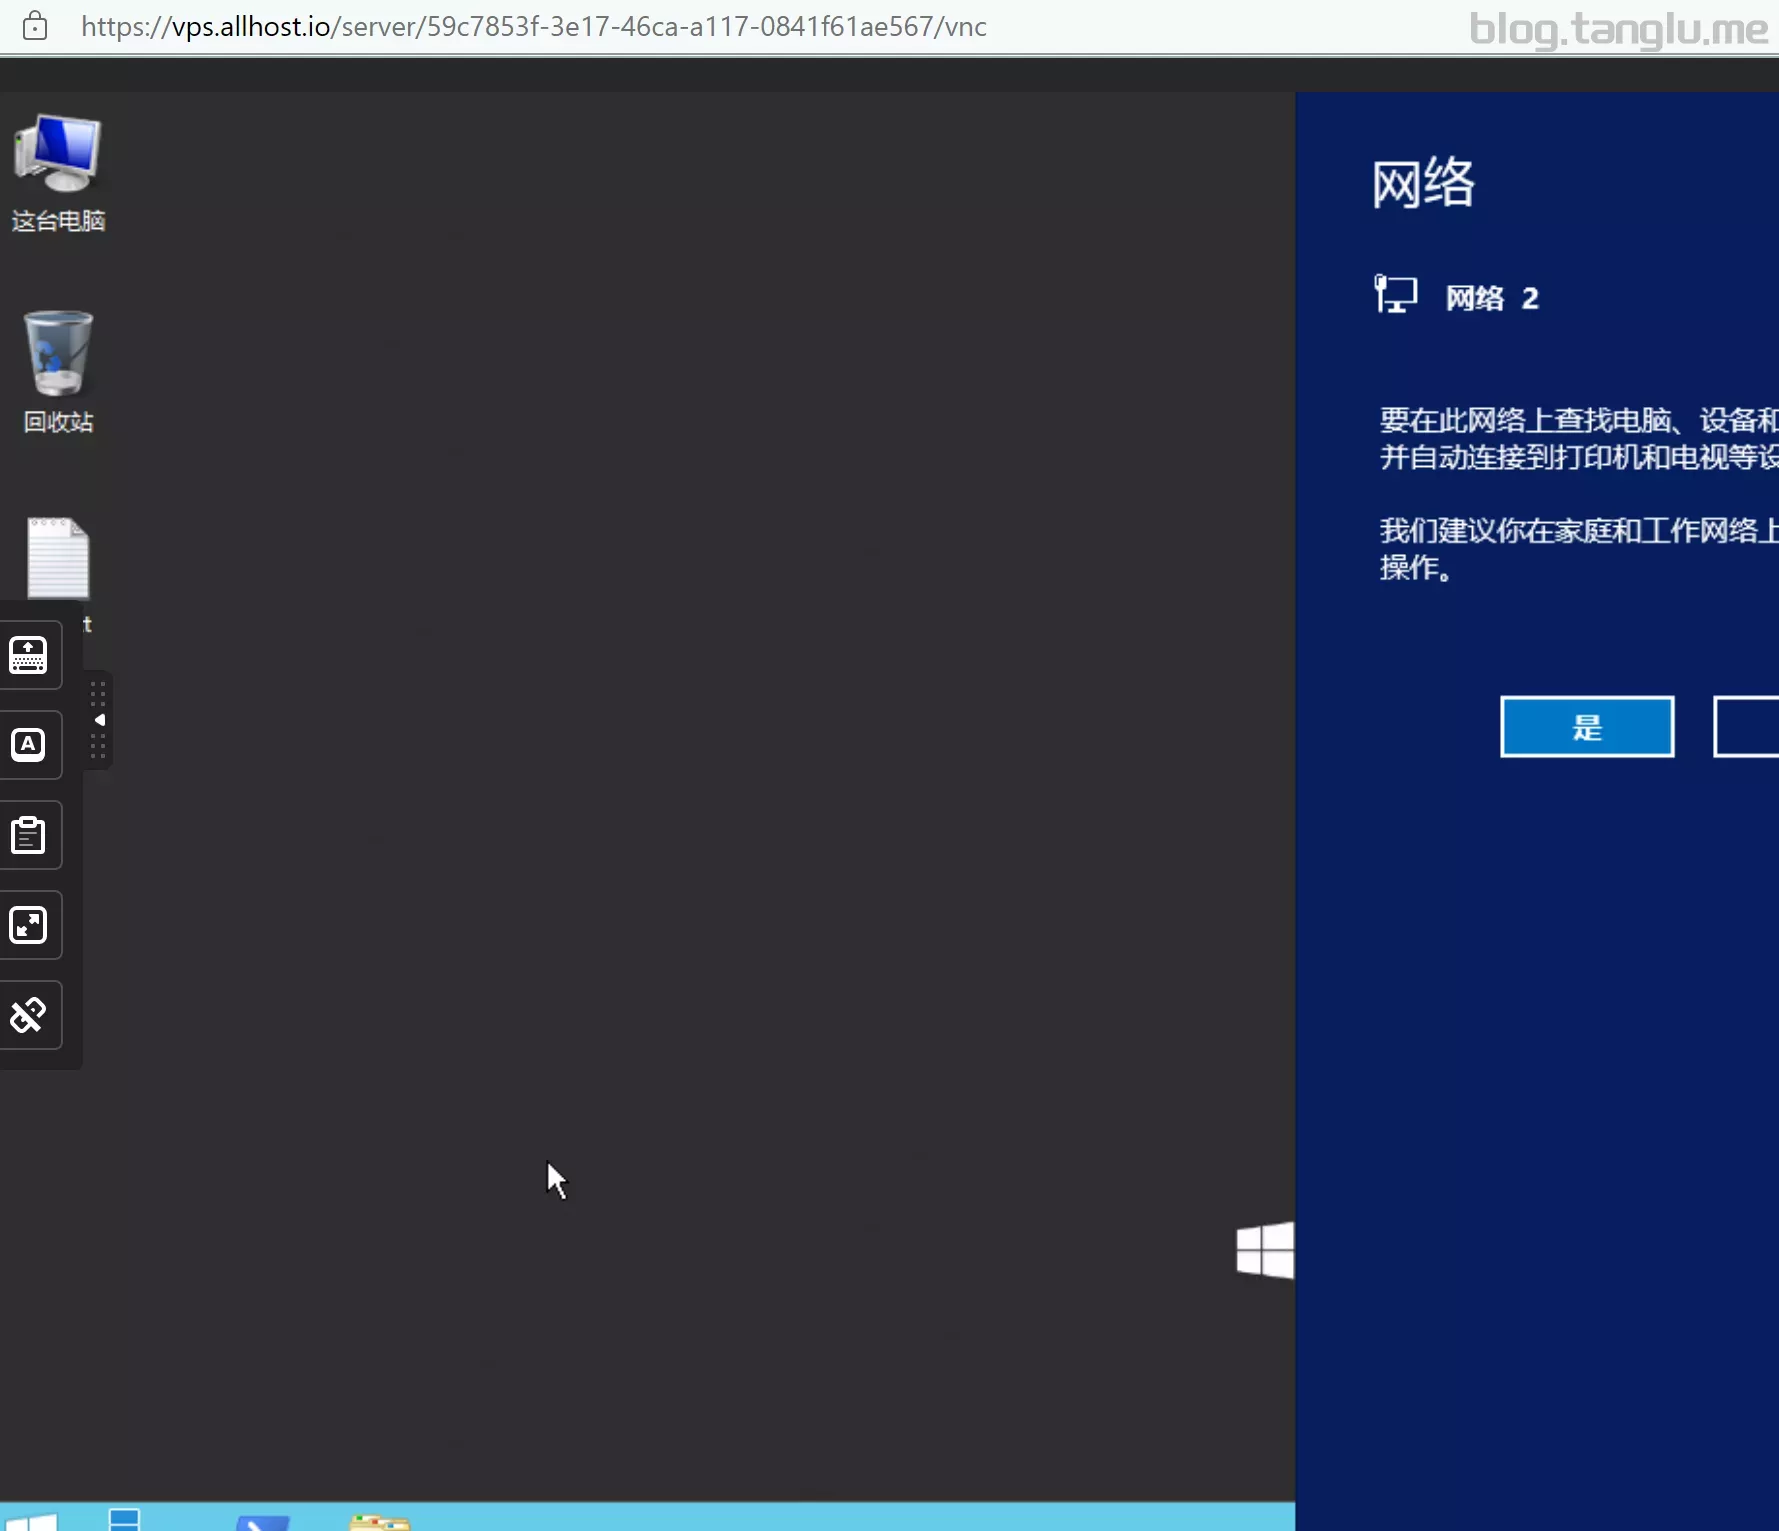 https://vps.allhost.io/server/59c7853f-3e17-46ca-a117-0841f61ae567/vnc
blog.tanglu.me
这台电脑
回收站
t
A
网络
网络 2
要在此网络上查找电脑、设备和
并自动连接到打印机和电视等设
我们建议你在家庭和工作网络上
操作。
是